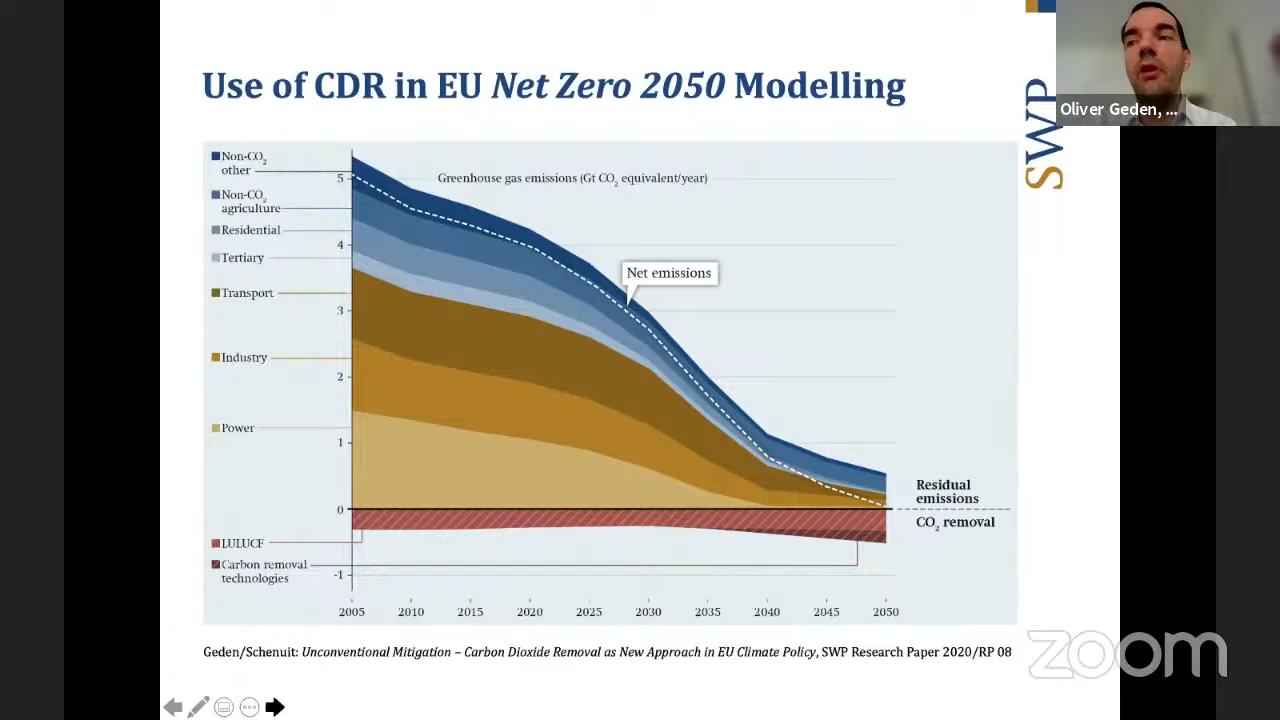 Use of CDR in EU Net Zero 2050 Modelling
SWP
Oliver Geden, ...
Non-CO₂
other
Non-CO₂
agriculture
Residential
Tertiary
Transport
Industry
Power
LULUCF
Carbon removal
technologies
Greenhouse gas emissions (Gt CO₂ equivalent/year)
Net emissions
5
4
3
2
1
0
-1
Residual
emissions
CO₂ removal
2005 2010 2015 2020 2025 2030 2035 2040 2045 2050
Geden/Schenuit: Unconventional Mitigation – Carbon Dioxide Removal as New Approach in EU Climate Policy, SWP Research Paper 2020/RP 08
zoom